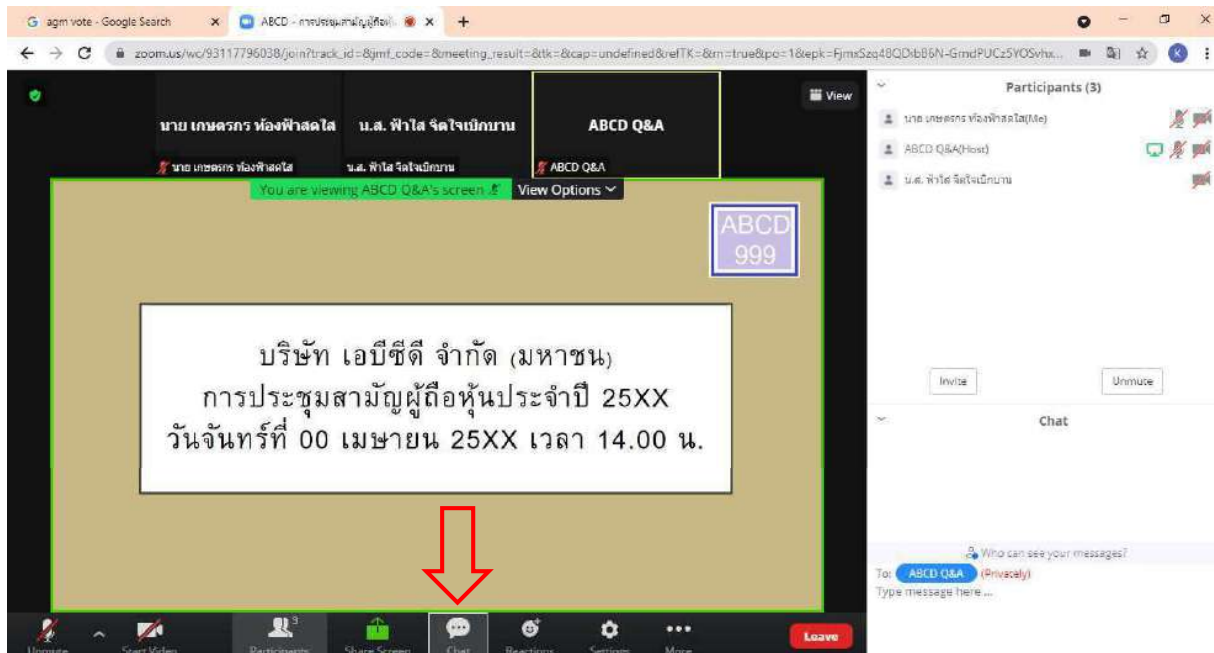 agm vote - Google Search
ABCD - การประชุมสามัญผู้ถือหุ้
zoom.us/wc/93117796038/join?track_id=&jmf_code=&meeting_result=&tk=&cap=undefined&refTK=&rn=true&tpo=1&epk=
K
View
นาย เกษตรกร ท้องฟ้าสดใส
น.ส. ฟ้าใส จิตใจเบิกบาน
ABCD Q&A
นาย เกษตรกร ท้องฟ้าสดใส
น.ส. ฟ้าใส จิตใจเบิกบาน
ABCD Q&A
You are viewing ABCD Q&A's screen
View Options
ABCD
999
บริษัท เอบีซีดี จำกัด (มหาชน)
การประชุมสามัญผู้ถือหุ้นประจำปี 25XX
วันจันทร์ที่ 00 เมษายน 25XX เวลา 14.00 น.
Unmute
Start Video
3
Participants
Share Screen
Chat
Reactions
Settings
More
Leave
Participants (3)
นาย เกษตรกร ท้องฟ้าสดใส(Me)
ABCD Q&A(Host)
น.ส. ฟ้าใส จิตใจเบิกบาน
Invite
Unmute
Chat
Who can see your messages?
To: ABCD Q&A (Privately)
Type message here ...